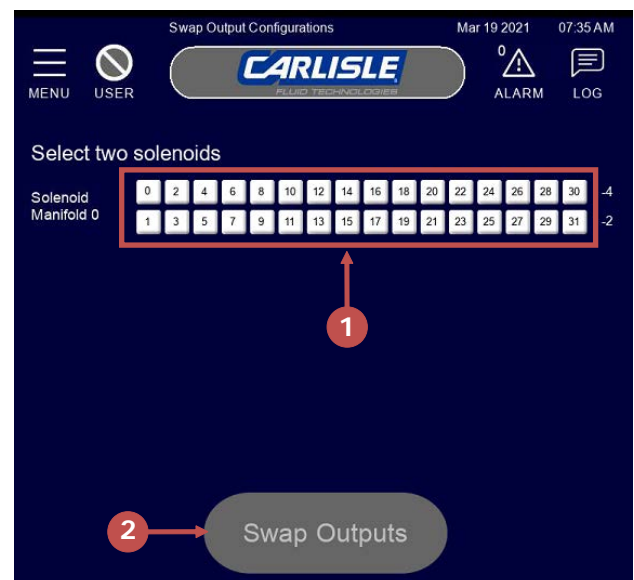 Swap Output Configurations Mar 19 2021 07:35 AM
MENU USER CARLISLE 0 ALARM LOG
FLUID TECHNOLOGIES
Select two solenoids
Solenoid Manifold 0
0 2 4 6 8 10 12 14 16 18 20 22 24 26 28 30 -4
1 3 5 7 9 11 13 15 17 19 21 23 25 27 29 31 -2
1
2 Swap Outputs